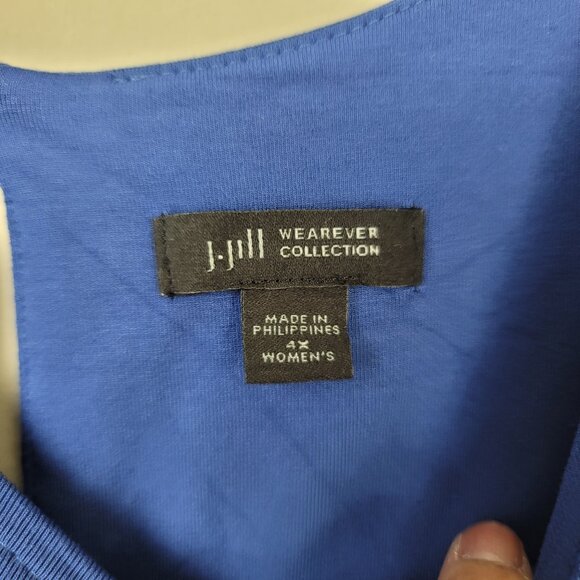 J.Jill WEAREVER
COLLECTION
MADE IN
PHILIPPINES
4X
WOMEN'S